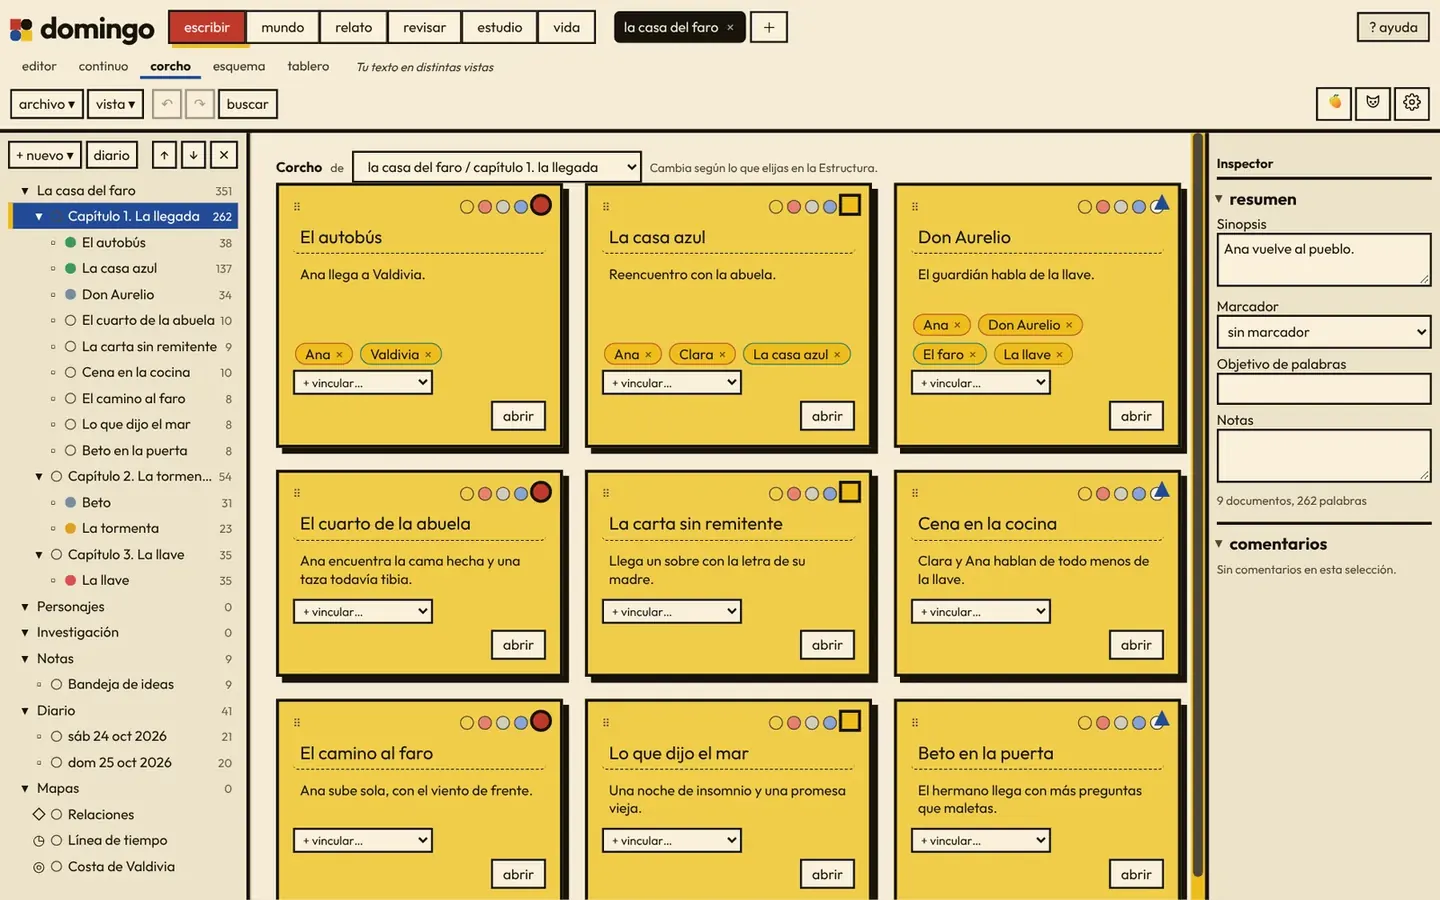 domingo
escribir mundo relato revisar estudio vida la casa del faro × + ? ayuda
editor continuo corcho esquema tablero Tu texto en distintas vistas
archivo ▾ vista ▾ ↶ ↷ buscar
+ nuevo ▾ diario ↑ ↓ ×
La casa del faro 351
Capítulo 1. La llegada 262
El autobús 38
La casa azul 137
Don Aurelio 34
El cuarto de la abuela 10
La carta sin remitente 9
Cena en la cocina 10
El camino al faro 8
Lo que dijo el mar 8
Beto en la puerta 8
Capítulo 2. La tormen... 54
Beto 31
La tormenta 23
Capítulo 3. La llave 35
La llave 35
Personajes 0
Investigación 0
Notas 9
Bandeja de ideas 9
Diario 41
sáb 24 oct 2026 21
dom 25 oct 2026 20
Mapas 0
Relaciones
Línea de tiempo
Costa de Valdivia
Corcho de la casa del faro / capítulo 1. la llegada Cambia según lo que elijas en la Estructura.
El autobús
Ana llega a Valdivia.
Ana × Valdivia ×
+ vincular...
abrir
La casa azul
Reencuentro con la abuela.
Ana × Clara × La casa azul ×
+ vincular...
abrir
Don Aurelio
El guardián habla de la llave.
Ana × Don Aurelio ×
El faro × La llave ×
+ vincular...
abrir
El cuarto de la abuela
Ana encuentra la cama hecha y una
taza todavía tibia.
+ vincular...
abrir
La carta sin remitente
Llega un sobre con la letra de su
madre.
+ vincular...
abrir
Cena en la cocina
Clara y Ana hablan de todo menos de
la llave.
+ vincular...
abrir
El camino al faro
Ana sube sola, con el viento de frente.
+ vincular...
abrir
Lo que dijo el mar
Una noche de insomnio y una promesa
vieja.
+ vincular...
abrir
Beto en la puerta
El hermano llega con más preguntas
que maletas.
+ vincular...
abrir
Inspector
resumen
Sinopsis
Ana vuelve al pueblo.
Marcador
sin marcador
Objetivo de palabras
Notas
9 documentos, 262 palabras
comentarios
Sin comentarios en esta selección.